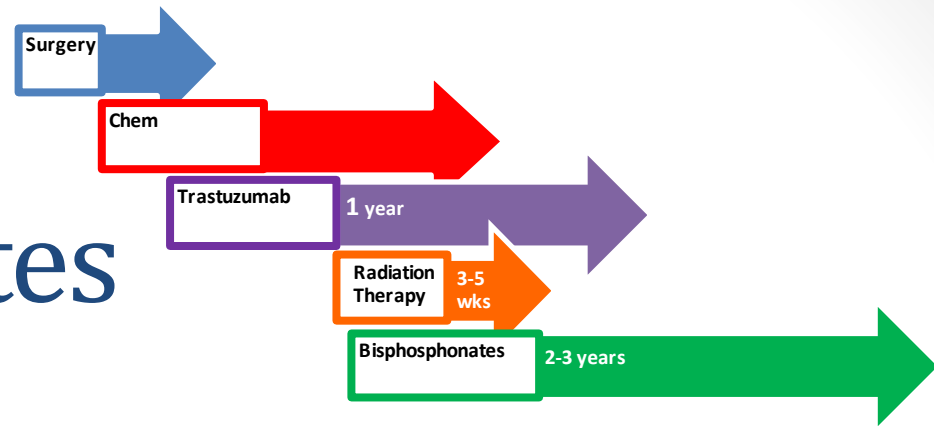 Surgery
Chem
Trastuzumab
1 year
tes
Radiation
Therapy
3-5
wks
Bisphosphonates
2-3 years